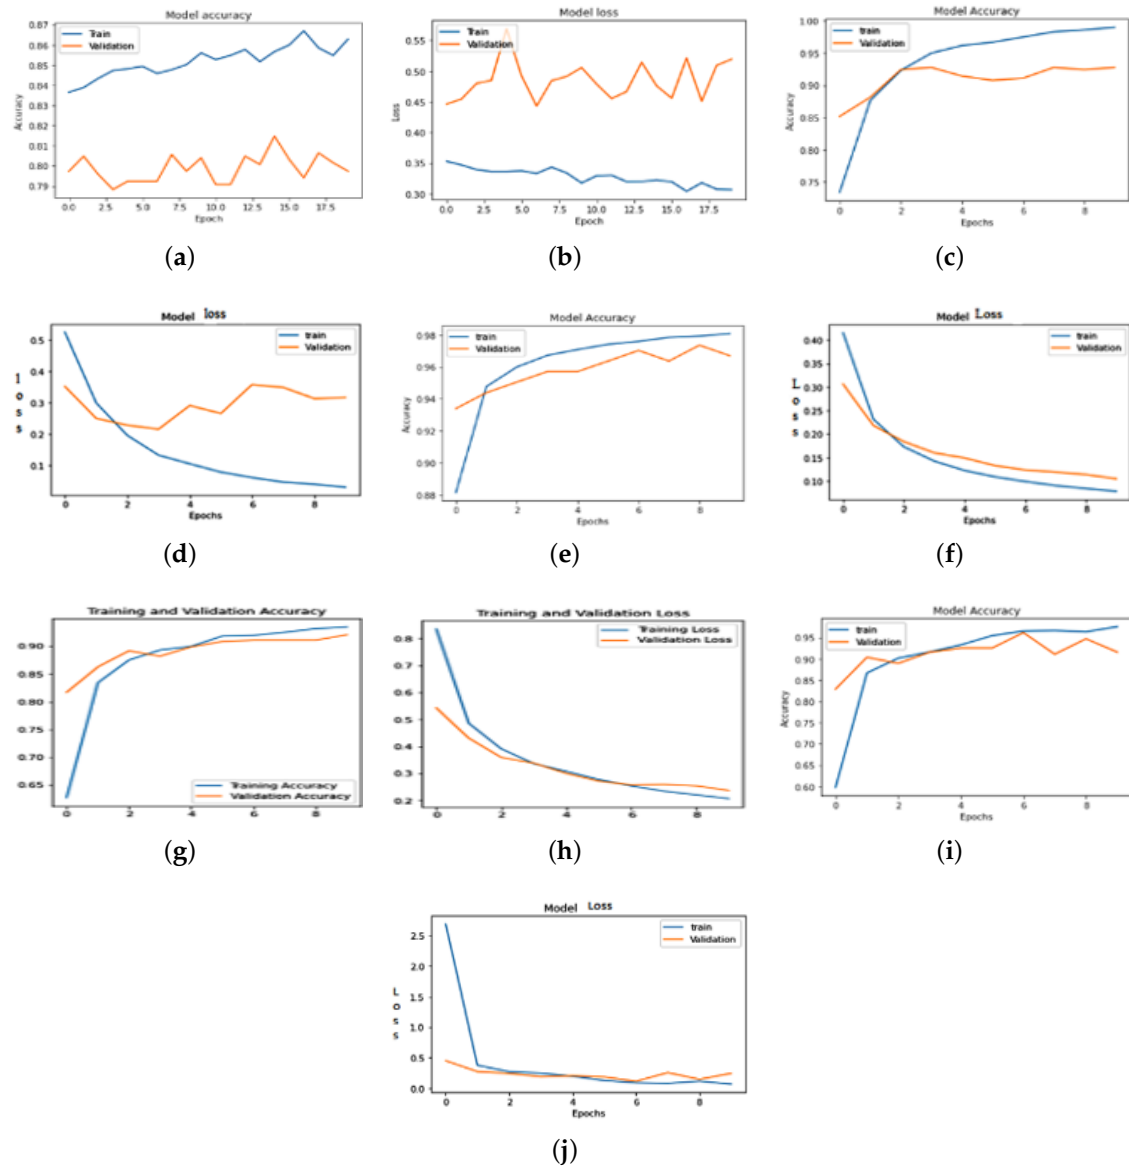 Model accuracy
0.87
0.86
0.85
0.84
0.83
0.82
0.81
0.80
0.79
Accuracy
Train
Validation
0.0 2.5 5.0 7.5 10.0 12.5 15.0 17.5
Epoch
(a)
Model loss
0.55
0.50
0.45
0.40
0.35
0.30
Loss
Train
Validation
0.0 2.5 5.0 7.5 10.0 12.5 15.0 17.5
Epoch
(b)
Model Accuracy
1.00
0.95
0.90
0.85
0.80
0.75
Accuracy
train
Validation
0 2 4 6 8
Epochs
(c)
Model loss
0.5
0.4
0.3
0.2
0.1
loss
train
Validation
0 2 4 6 8
Epochs
(d)
Model Accuracy
0.98
0.96
0.94
0.92
0.90
0.88
Accuracy
train
Validation
0 2 4 6 8
Epochs
(e)
Model Loss
0.40
0.35
0.30
0.25
0.20
0.15
0.10
Loss
train
Validation
0 2 4 6 8
Epochs
(f)
Training and Validation Accuracy
0.90
0.85
0.80
0.75
0.70
0.65
Training Accuracy
Validation Accuracy
0 2 4 6 8
(g)
Training and Validation Loss
0.8
0.7
0.6
0.5
0.4
0.3
0.2
Training Loss
Validation Loss
0 2 4 6 8
(h)
Model Accuracy
0.95
0.90
0.85
0.80
0.75
0.70
0.65
0.60
Accuracy
train
Validation
0 2 4 6 8
Epochs
(i)
Model Loss
2.5
2.0
1.5
1.0
0.5
0.0
Loss
train
Validation
0 2 4 6 8
Epochs
(j)